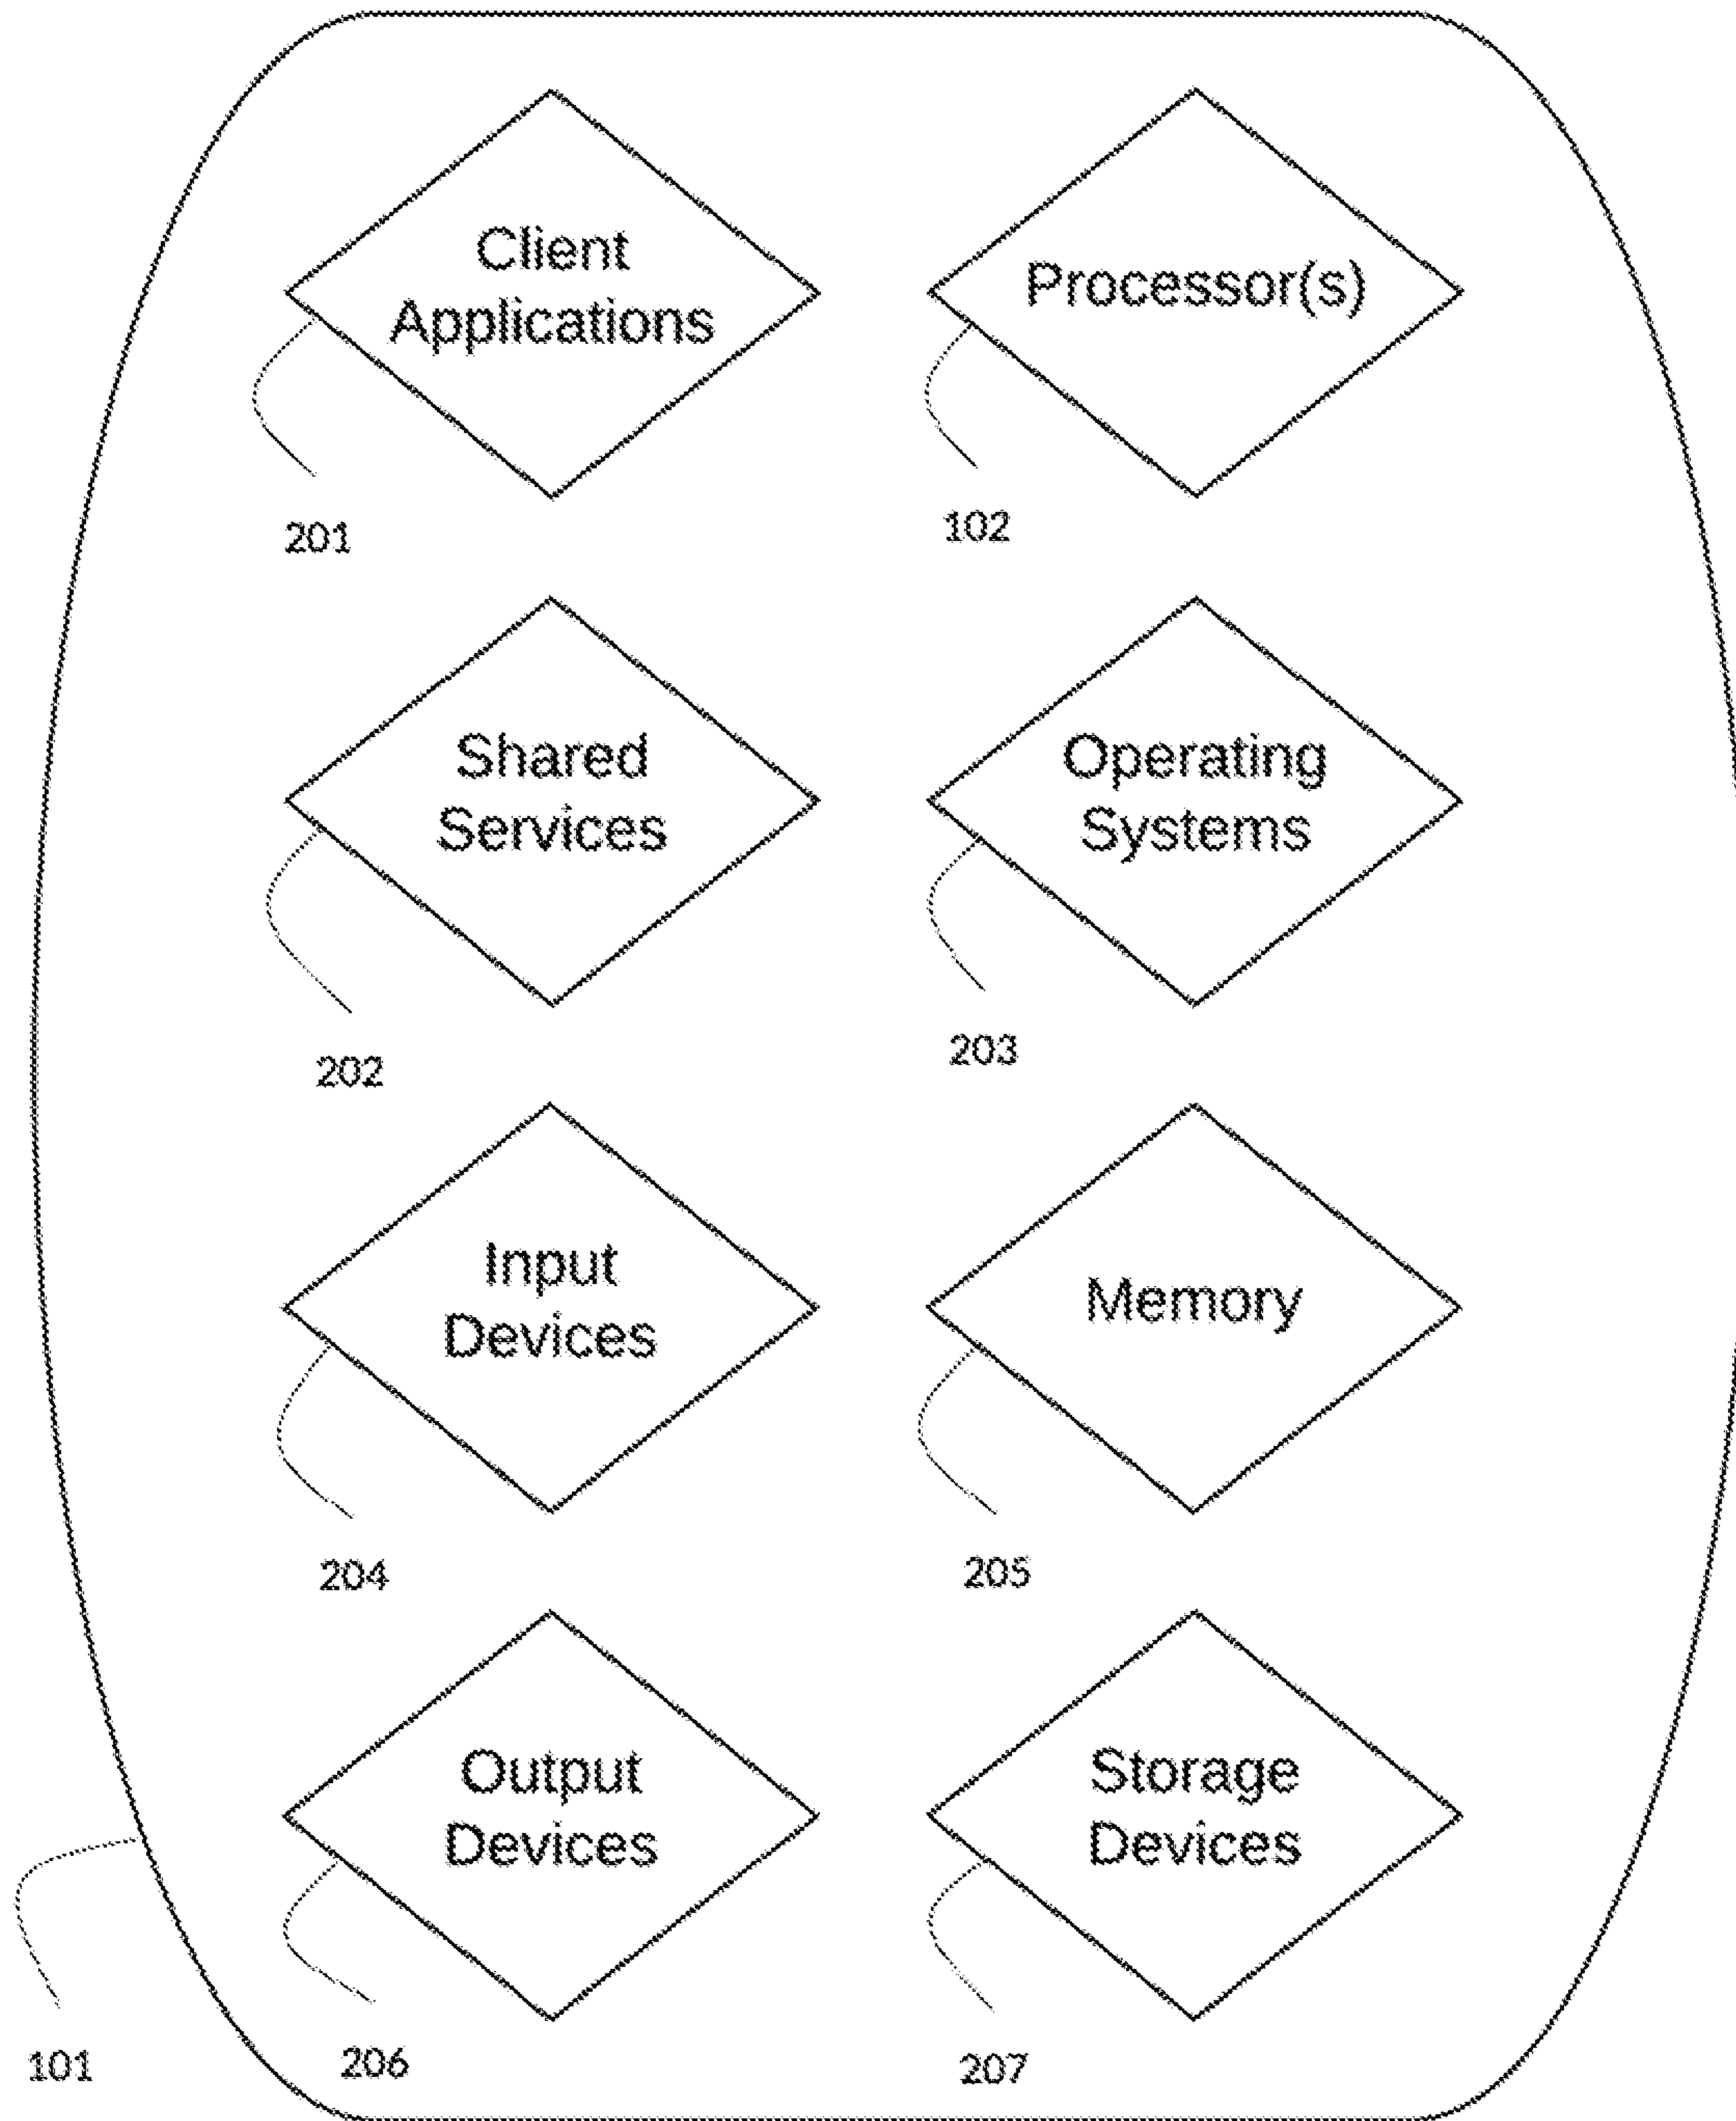 Client
Applications
201
Processor(s)
102
Shared
Services
202
Operating
Systems
203
Input
Devices
204
Memory
205
Output
Devices
206
Storage
Devices
207
101